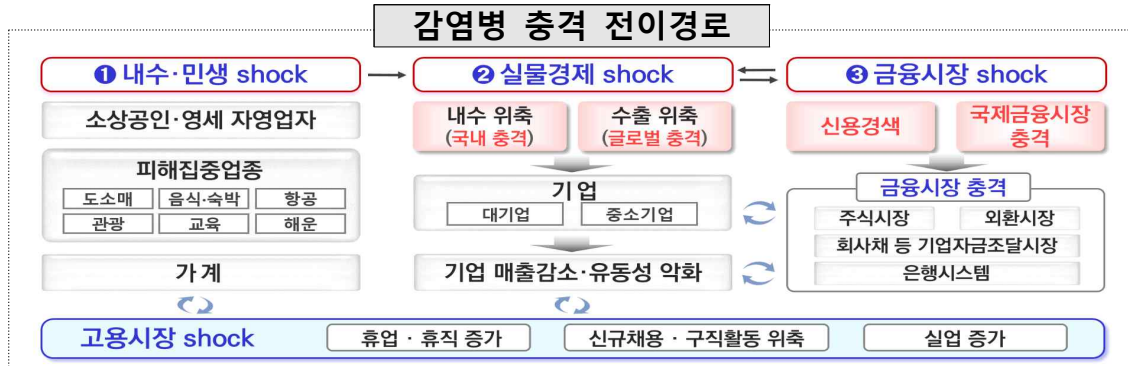 감염병 충격 전이경로
❶ 내수·민생 shock
소상공인·영세 자영업자
피해집중업종
도소매 음식·숙박 항공
관광 교육 해운
가계
❷ 실물경제 shock
내수 위축
(국내 충격)
수출 위축
(글로벌 충격)
기업
대기업 중소기업
기업 매출감소·유동성 악화
❸ 금융시장 shock
신용경색
국제금융시장
충격
금융시장 충격
주식시장 외환시장
회사채 등 기업자금조달시장
은행시스템
고용시장 shock
휴업 · 휴직 증가
신규채용 · 구직활동 위축
실업 증가